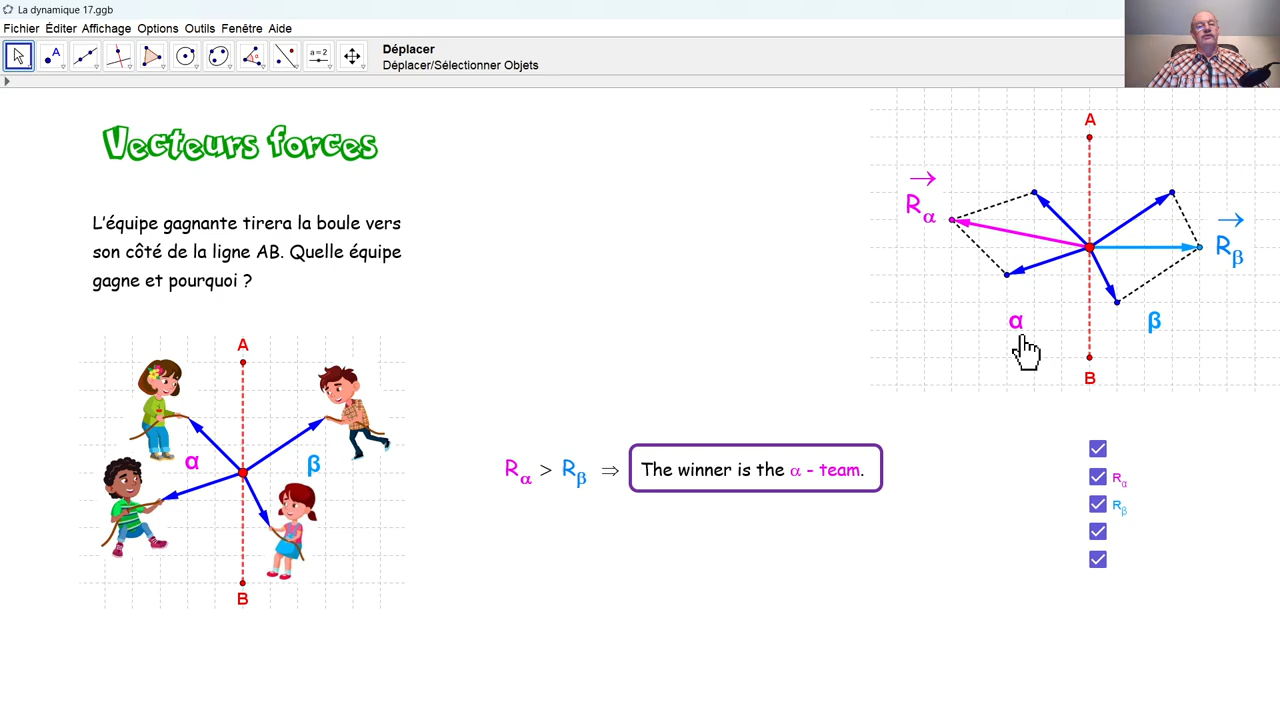 La dynamique 17.ggb
Fichier Éditer Affichage Options Outils Fenêtre Aide
A
α
a=2
Déplacer
Déplacer/Sélectionner Objets
Vecteurs forces
L'équipe gagnante tirera la boule vers
son côté de la ligne AB. Quelle équipe
gagne et pourquoi ?
A
α
β
B
A
Rα
Rβ
α
β
B
Rα > Rβ ⇒ The winner is the α - team.
Rα
Rβ